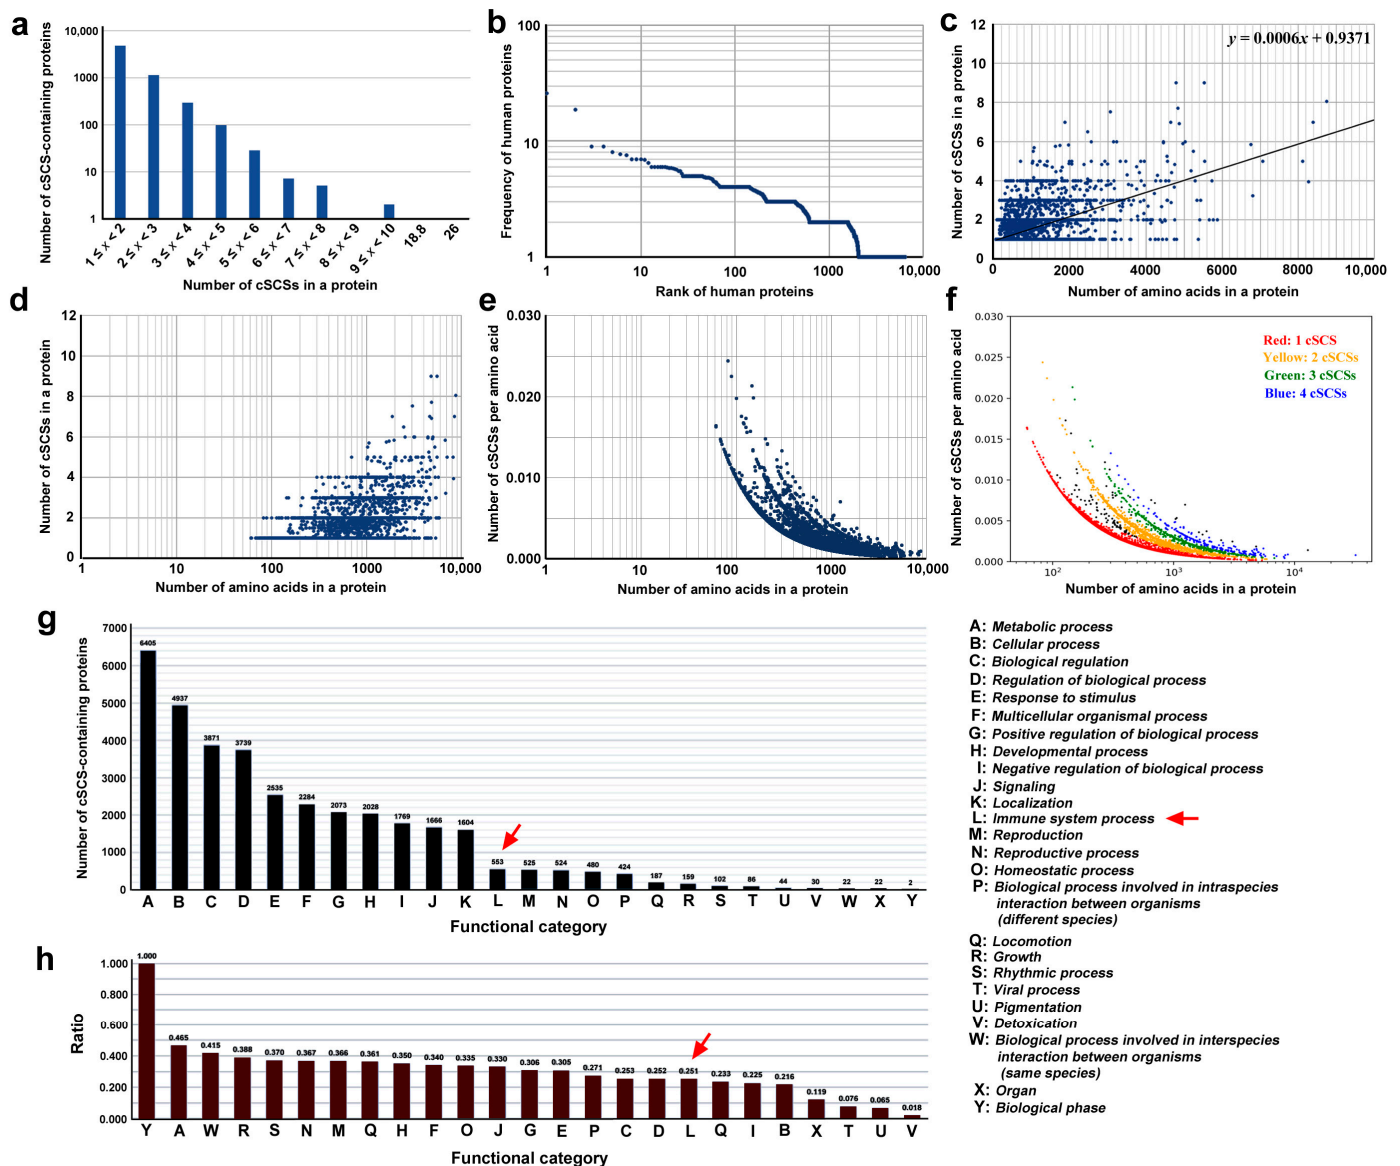 a
Number of cSCS-containing proteins
10,000
1000
100
10
1
1 ≤ x < 2
2 ≤ x < 3
3 ≤ x < 4
4 ≤ x < 5
5 ≤ x < 6
6 ≤ x < 7
7 ≤ x < 8
8 ≤ x < 9
9 ≤ x < 10
18.8
26
Number of cSCSs in a protein
b
Frequency of human proteins
100
10
1
1 10 100 1000 10,000
Rank of human proteins
c
Number of cSCSs in a protein
y = 0.0006x + 0.9371
12
10
8
6
4
2
0
0 2000 4000 6000 8000 10,000
Number of amino acids in a protein
d
Number of cSCSs in a protein
12
10
8
6
4
2
0
1 10 100 1000 10,000
Number of amino acids in a protein
e
Number of cSCSs per amino acid
0.030
0.020
0.010
0.000
1 10 100 1000 10,000
Number of amino acids in a protein
f
Number of cSCSs per amino acid
0.030
0.025
0.020
0.015
0.010
0.005
0.000
Red: 1 cSCS
Yellow: 2 cSCSs
Green: 3 cSCSs
Blue: 4 cSCSs
10² 10³ 10⁴
Number of amino acids in a protein
g
Number of cSCS-containing proteins
7000
6000
5000
4000
3000
2000
1000
0
6405 4937 3871 3739 2535 2284 2073 2028 1769 1666 1604 553 525 524 480 424 187 159 102 86 44 30 22 22 2
A B C D E F G H I J K L M N O P Q R S T U V W X Y
Functional category
h
Ratio
1.000
0.800
0.600
0.400
0.200
0.000
1.000 0.465 0.415 0.388 0.370 0.367 0.366 0.361 0.350 0.340 0.335 0.330 0.306 0.305 0.271 0.253 0.252 0.251 0.233 0.225 0.216 0.119 0.076 0.065 0.018
Y A W R S N M Q H F O J G E P C D L Q I B X T U V
Functional category
A: Metabolic process
B: Cellular process
C: Biological regulation
D: Regulation of biological process
E: Response to stimulus
F: Multicellular organismal process
G: Positive regulation of biological process
H: Developmental process
I: Negative regulation of biological process
J: Signaling
K: Localization
L: Immune system process
M: Reproduction
N: Reproductive process
O: Homeostatic process
P: Biological process involved in intraspecies
interaction between organisms
(different species)
Q: Locomotion
R: Growth
S: Rhythmic process
T: Viral process
U: Pigmentation
V: Detoxication
W: Biological process involved in interspecies
interaction between organisms
(same species)
X: Organ
Y: Biological phase